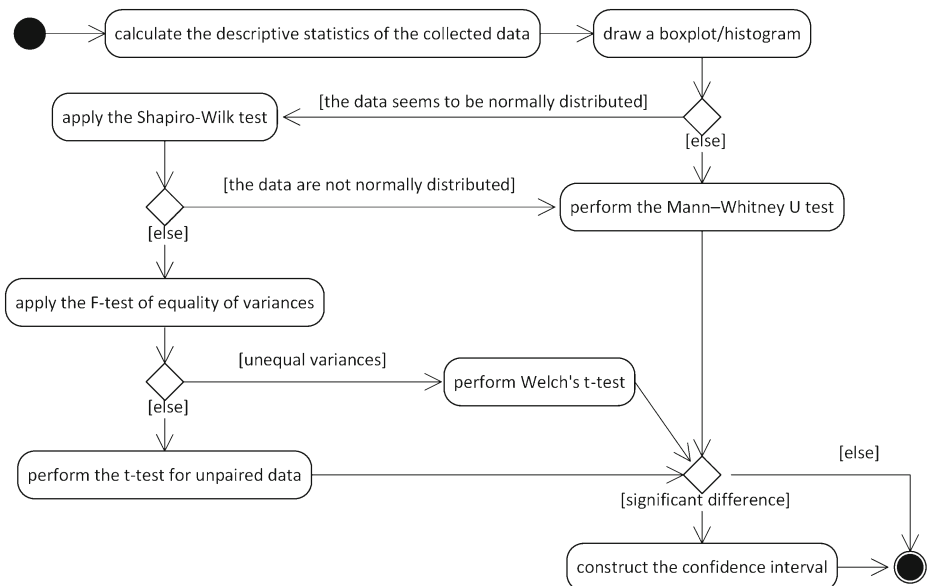 calculate the descriptive statistics of the collected data
draw a boxplot/histogram
[the data seems to be normally distributed]
apply the Shapiro-Wilk test
[else]
[the data are not normally distributed]
perform the Mann–Whitney U test
[else]
apply the F-test of equality of variances
[unequal variances]
perform Welch's t-test
[else]
[else]
perform the t-test for unpaired data
[significant difference]
construct the confidence interval